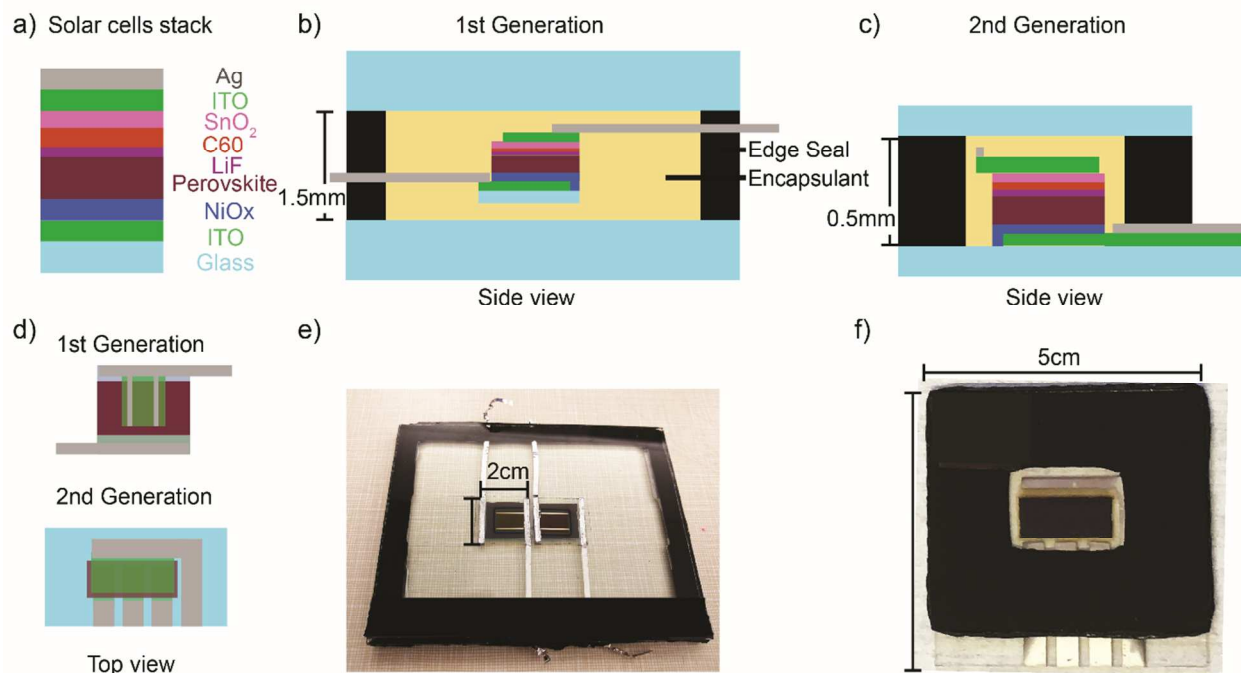 a) Solar cells stack
Ag
ITO
SnO₂
C60
LiF
Perovskite
NiOx
ITO
Glass
b) 1st Generation
1.5mm
Edge Seal
Encapsulant
Side view
c) 2nd Generation
0.5mm
Side view
d)
1st Generation
2nd Generation
Top view
e)
2cm
f)
5cm